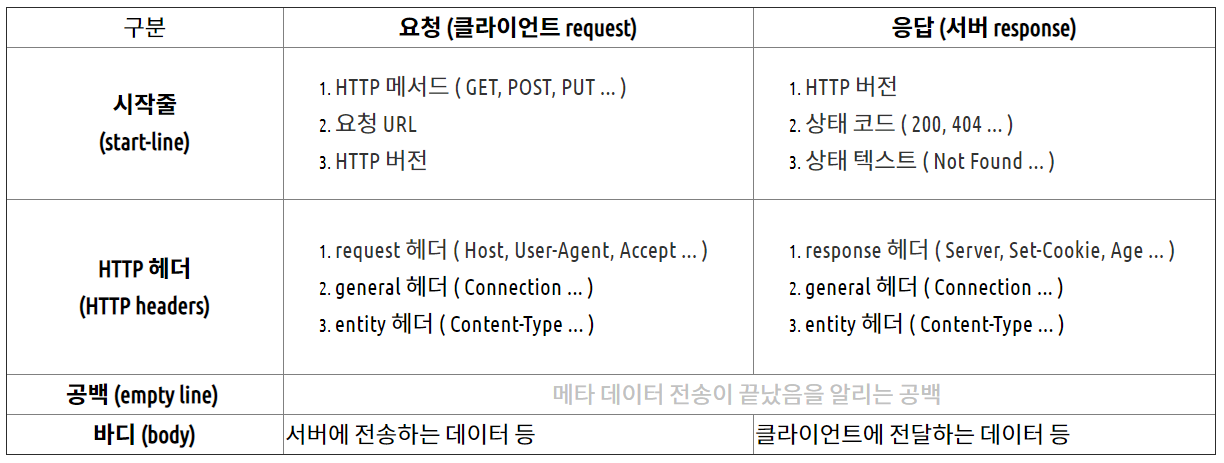 구분
요청 (클라이언트 request)
응답 (서버 response)
시작줄
(start-line)
1. HTTP 메서드 ( GET, POST, PUT ... )
2. 요청 URL
3. HTTP 버전
1. HTTP 버전
2. 상태 코드 ( 200, 404 ... )
3. 상태 텍스트 ( Not Found ... )
HTTP 헤더
(HTTP headers)
1. request 헤더 ( Host, User-Agent, Accept ... )
2. general 헤더 ( Connection ... )
3. entity 헤더 ( Content-Type ... )
1. response 헤더 ( Server, Set-Cookie, Age ... )
2. general 헤더 ( Connection ... )
3. entity 헤더 ( Content-Type ... )
공백 (empty line)
메타 데이터 전송이 끝났음을 알리는 공백
바디 (body)
서버에 전송하는 데이터 등
클라이언트에 전달하는 데이터 등